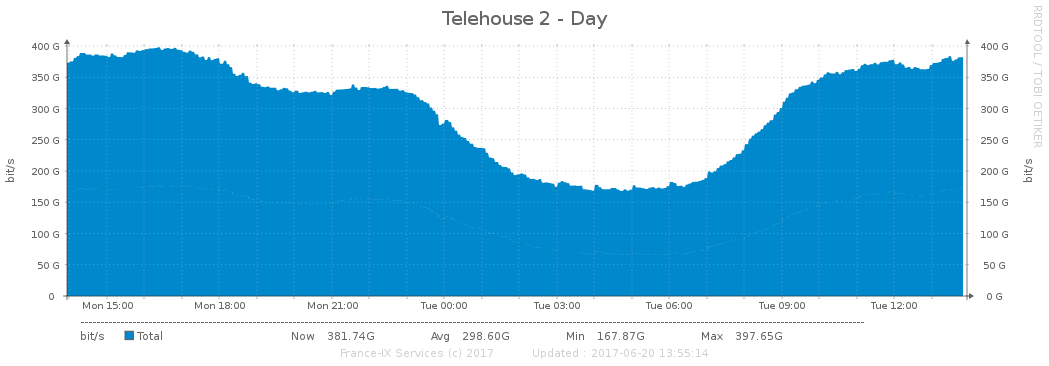 Telehouse 2 - Day
RRDTOOL / TOBI OETIKER
bit/s
400 G 400 G
350 G 350 G
300 G 300 G
250 G 250 G
200 G 200 G
150 G 150 G
100 G 100 G
50 G 50 G
0 0 G
bit/s
Mon 15:00 Mon 18:00 Mon 21:00 Tue 00:00 Tue 03:00 Tue 06:00 Tue 09:00 Tue 12:00
bit/s Total Now 381.74G Avg 298.60G Min 167.87G Max 397.65G
France-IX Services (c) 2017 Updated : 2017-06-20 13:55:14